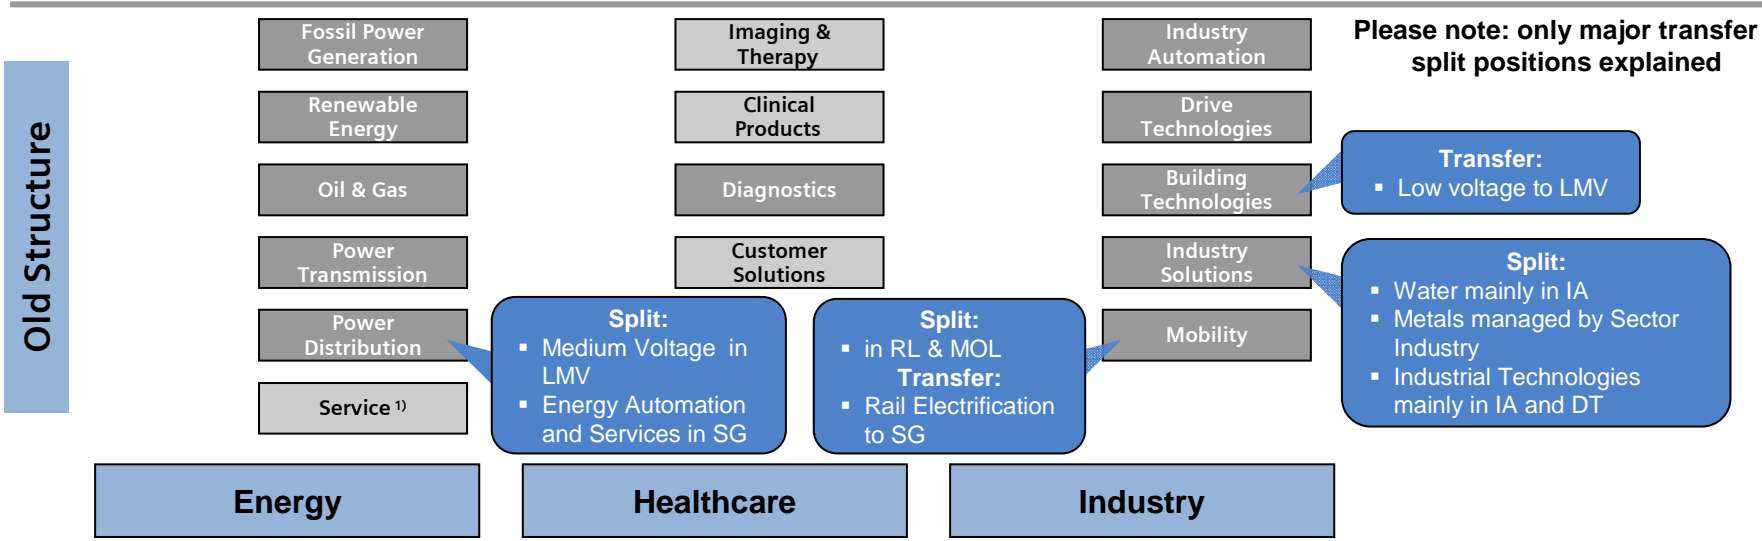 Please note: only major transfer
split positions explained
Old Structure
Fossil Power
Generation
Renewable
Energy
Oil & Gas
Power
Transmission
Power
Distribution
Service 1)
Split:
▪ Medium Voltage in
LMV
▪ Energy Automation
and Services in SG
Energy
Imaging &
Therapy
Clinical
Products
Diagnostics
Customer
Solutions
Split:
▪ in RL & MOL
Transfer:
▪ Rail Electrification
to SG
Healthcare
Industry
Automation
Drive
Technologies
Building
Technologies
Industry
Solutions
Mobility
Transfer:
▪ Low voltage to LMV
Split:
▪ Water mainly in IA
▪ Metals managed by Sector
Industry
▪ Industrial Technologies
mainly in IA and DT
Industry